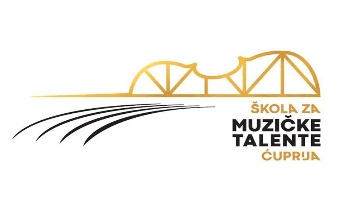 ŠKOLA ZA
MUZIČKE
TALENTE
ĆUPRIJA